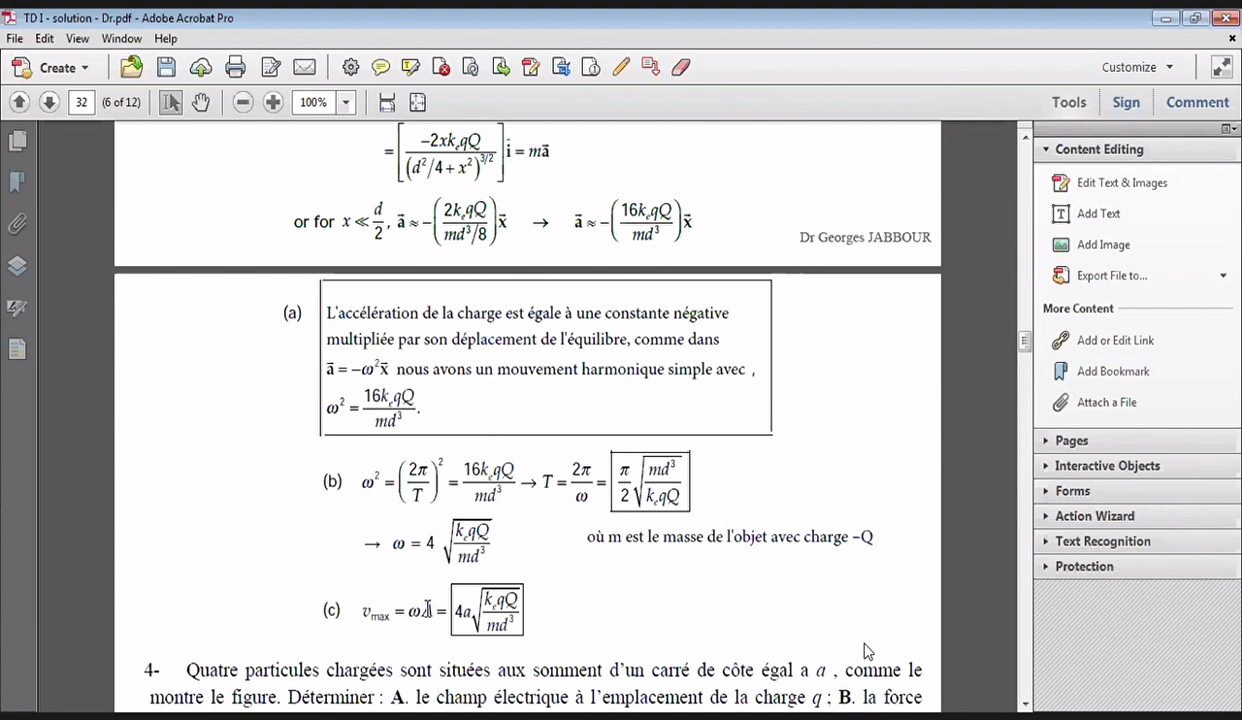 TD I - solution - Dr.pdf - Adobe Acrobat Pro
File Edit View Window Help
Create
Customize
32 (6 of 12) 100%
Tools Sign Comment
= [ −2xkₑqQ / (d²/4 + x²)^(3/2) ] î = ma⃗
or for x ≪ d/2, a⃗ ≈ −(2kₑqQ / md³/8) x⃗ → a⃗ ≈ −(16kₑqQ / md³) x⃗
Dr Georges JABBOUR
(a) L'accélération de la charge est égale à une constante négative
multipliée par son déplacement de l'équilibre, comme dans
a⃗ = −ω²x⃗ nous avons un mouvement harmonique simple avec ,
ω² = 16kₑqQ / md³.
(b) ω² = (2π/T)² = 16kₑqQ / md³ → T = 2π/ω = π/2 √(md³ / kₑqQ)
→ ω = 4 √(kₑqQ / md³) où m est le masse de l'objet avec charge –Q
(c) v_max = ωA = 4a √(kₑqQ / md³)
4- Quatre particules chargées sont situées aux somment d'un carré de côte égal a a , comme le
montre le figure. Déterminer : A. le champ électrique à l'emplacement de la charge q ; B. la force
Content Editing
Edit Text & Images
Add Text
Add Image
Export File to...
More Content
Add or Edit Link
Add Bookmark
Attach a File
Pages
Interactive Objects
Forms
Action Wizard
Text Recognition
Protection